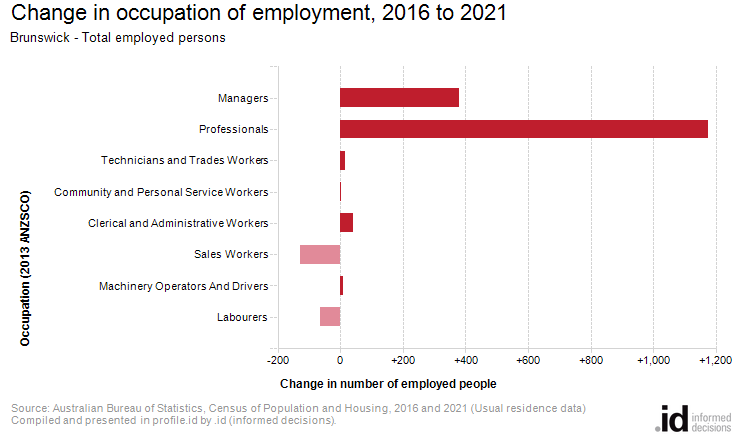 Change in occupation of employment, 2016 to 2021
Brunswick - Total employed persons
Occupation (2013 ANZSCO)
Managers
Professionals
Technicians and Trades Workers
Community and Personal Service Workers
Clerical and Administrative Workers
Sales Workers
Machinery Operators And Drivers
Labourers
-200 0 +200 +400 +600 +800 +1,000 +1,200
Change in number of employed people
Source: Australian Bureau of Statistics, Census of Population and Housing, 2016 and 2021 (Usual residence data)
Compiled and presented in profile.id by .id (informed decisions).
.id informed
decisions